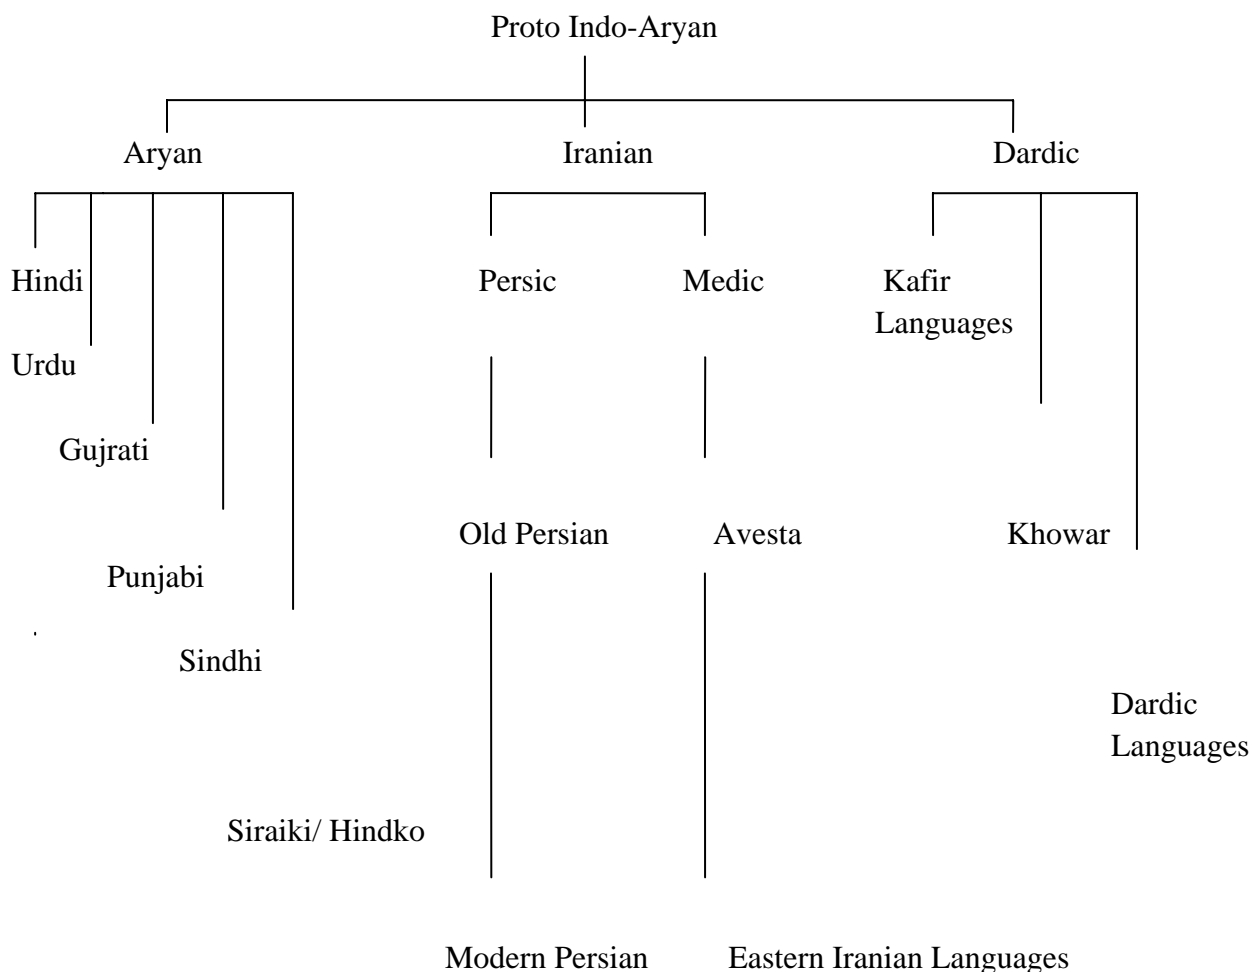 Proto Indo-Aryan
Aryan Iranian Dardic
Hindi Persic Medic Kafir
Languages
Urdu
Gujrati
Old Persian Avesta Khowar
Punjabi
Sindhi
Dardic
Languages
Siraiki/ Hindko
Modern Persian Eastern Iranian Languages